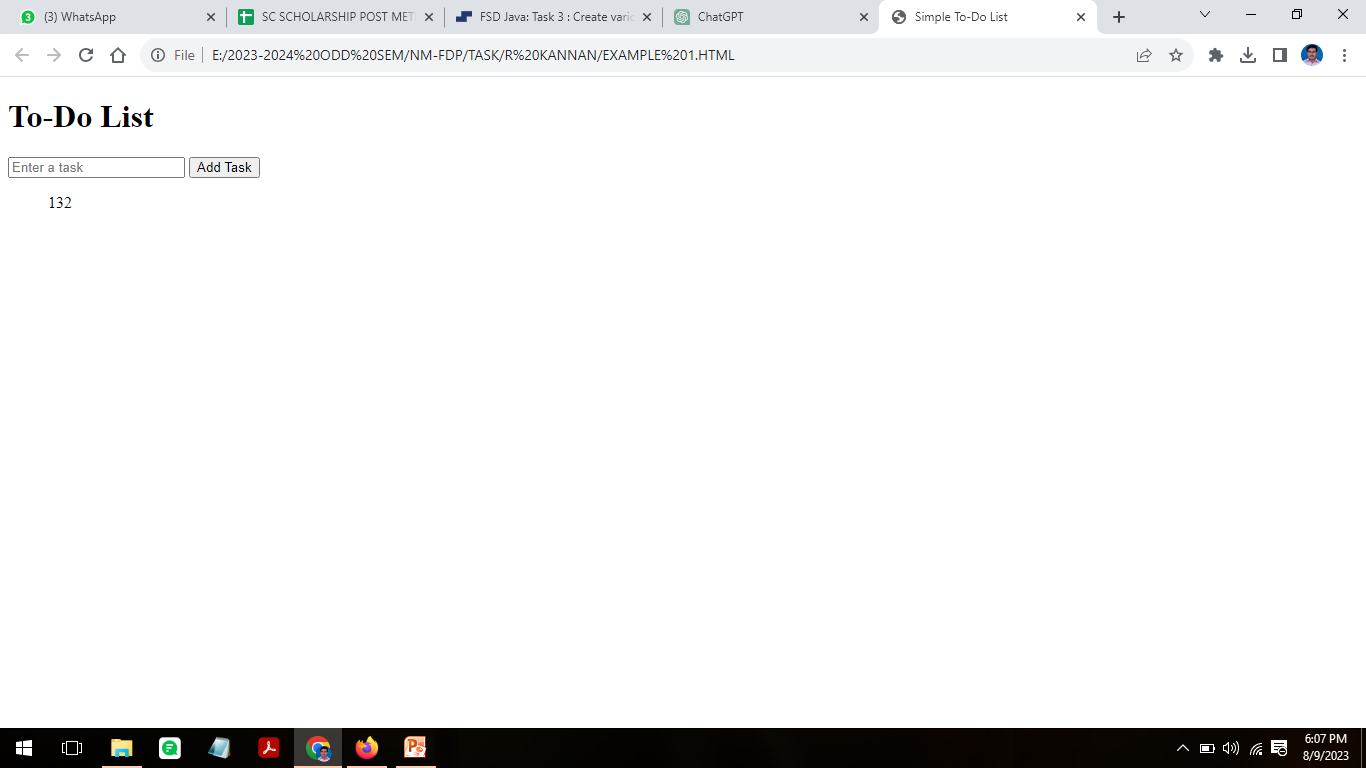 3 (3) WhatsApp
SC SCHOLARSHIP POST MET
FSD Java: Task 3 : Create vario
ChatGPT
Simple To-Do List
File
E:/2023-2024%20ODD%20SEM/NM-FDP/TASK/R%20KANNAN/EXAMPLE%201.HTML
To-Do List
Enter a task Add Task
132
6:07 PM
8/9/2023